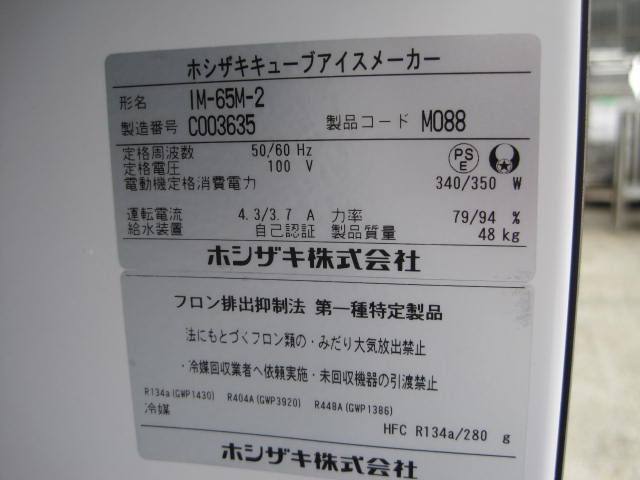 ホシザキキューブアイスメーカー
形名 IM-65M-2
製造番号 C003635 製品コード M088
定格周波数 50/60 Hz
定格電圧 100 V
PS E
電動機定格消費電力 340/350 W
運転電流 4.3/3.7 A 力率 79/94 %
給水装置 自己認証 製品質量 48 kg
ホシザキ株式会社
フロン排出抑制法 第一種特定製品
法にもとづくフロン類の・みだり大気放出禁止
・冷媒回収業者へ依頼実施・未回収機器の引渡禁止
R134a(GWP1430) R404A(GWP3920) R448A(GWP1386)
冷媒 HFC R134a/280 g
ホシザキ株式会社